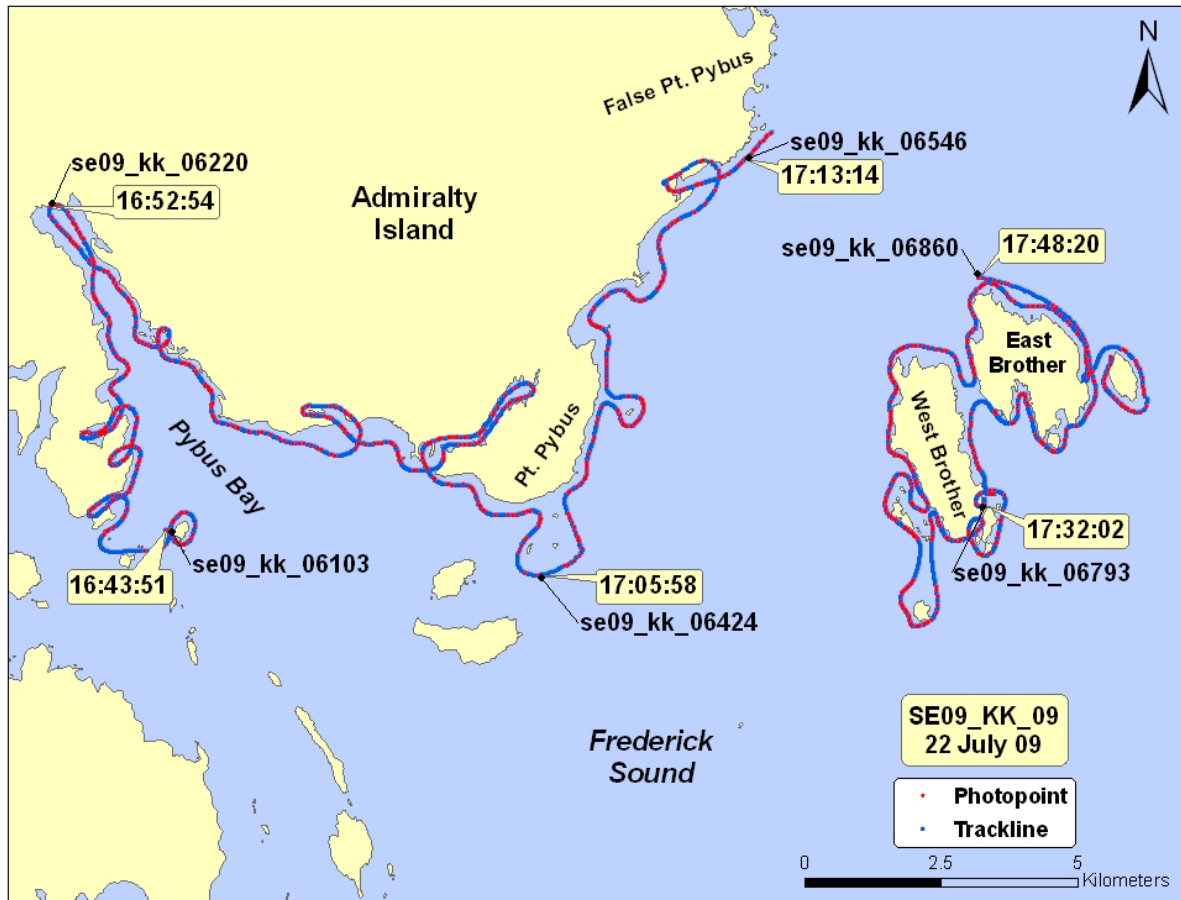 N
False Pt. Pybus
se09_kk_06546
17:13:14
se09_kk_06220
16:52:54
Admiralty
Island
se09_kk_06860
17:48:20
East
Brother
West Brother
Pybus Bay
Pt. Pybus
17:32:02
se09_kk_06793
16:43:51
se09_kk_06103
17:05:58
se09_kk_06424
Frederick
Sound
SE09_KK_09
22 July 09
Photopoint
Trackline
0 2.5 5
Kilometers